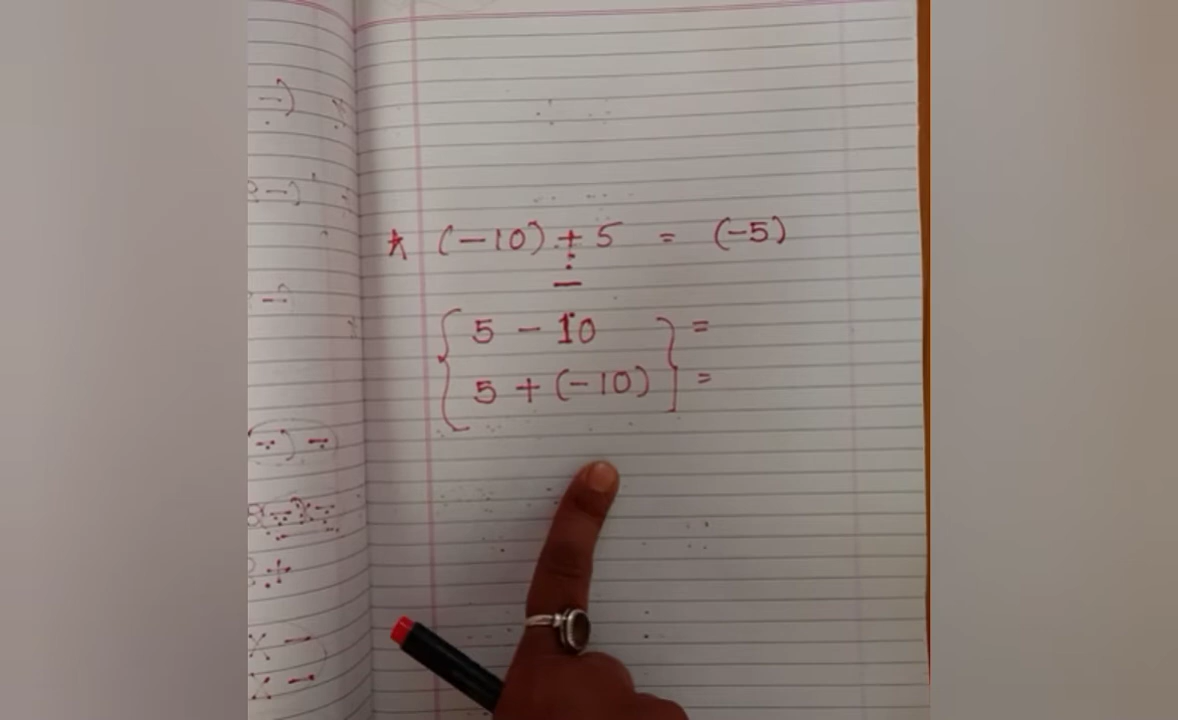 * (-10) + 5 = (-5)
-
5 - 10 =
5 + (-10) =